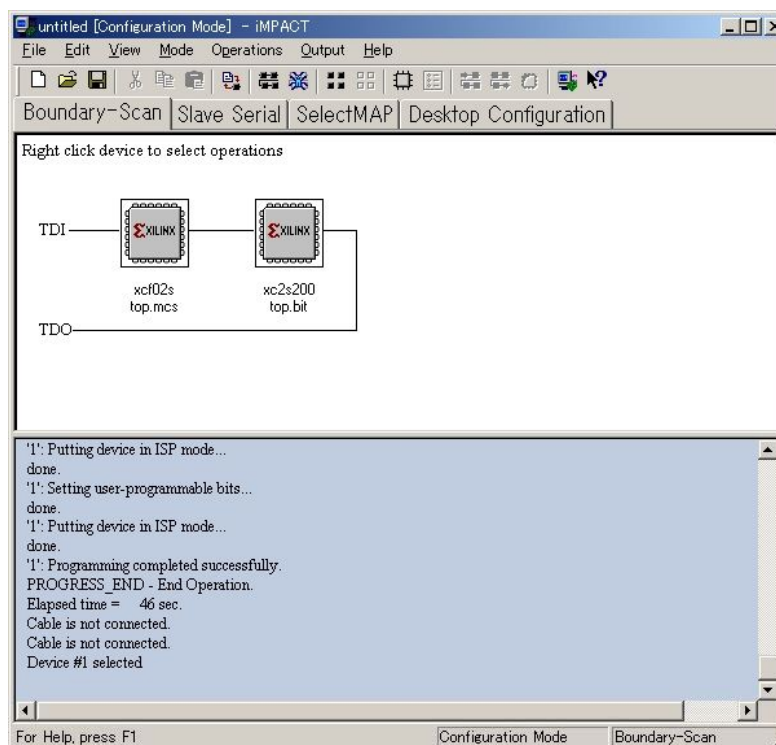 untitled [Configuration Mode] - iMPACT
File Edit View Mode Operations Output Help
Boundary-Scan Slave Serial SelectMAP Desktop Configuration
Right click device to select operations
TDI
XILINX XILINX
xcf02s xc2s200
top.mcs top.bit
TDO
'1': Putting device in ISP mode...
done.
'1': Setting user-programmable bits...
done.
'1': Putting device in ISP mode...
done.
'1': Programming completed successfully.
PROGRESS_END - End Operation.
Elapsed time = 46 sec.
Cable is not connected.
Cable is not connected.
Device #1 selected
For Help, press F1 Configuration Mode Boundary-Scan